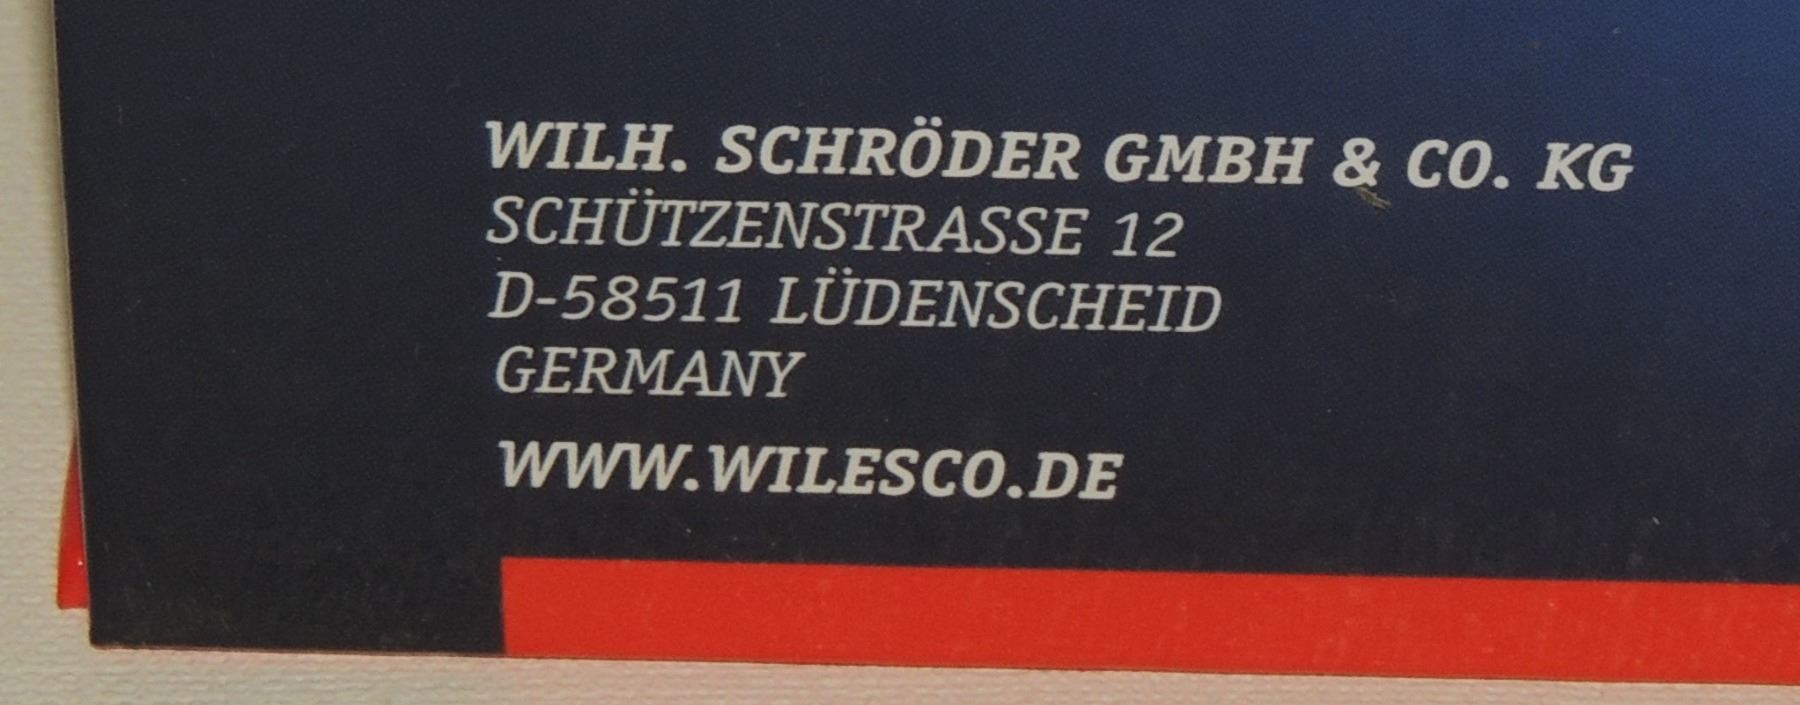 WILH. SCHRÖDER GMBH & CO. KG
SCHÜTZENSTRASSE 12
D-58511 LÜDENSCHEID
GERMANY
WWW.WILESCO.DE